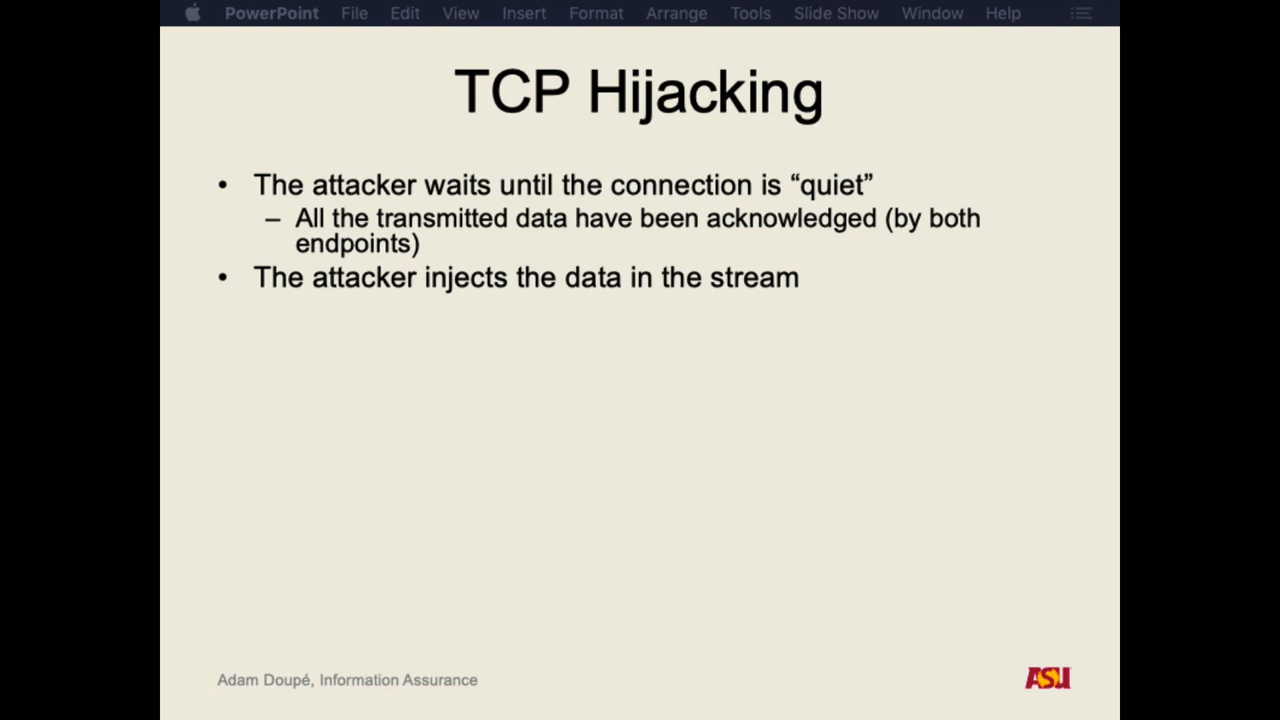 PowerPoint File Edit View Insert Format Arrange Tools Slide Show Window Help
TCP Hijacking
• The attacker waits until the connection is “quiet”
– All the transmitted data have been acknowledged (by both
endpoints)
• The attacker injects the data in the stream
Adam Doupé, Information Assurance
ASU